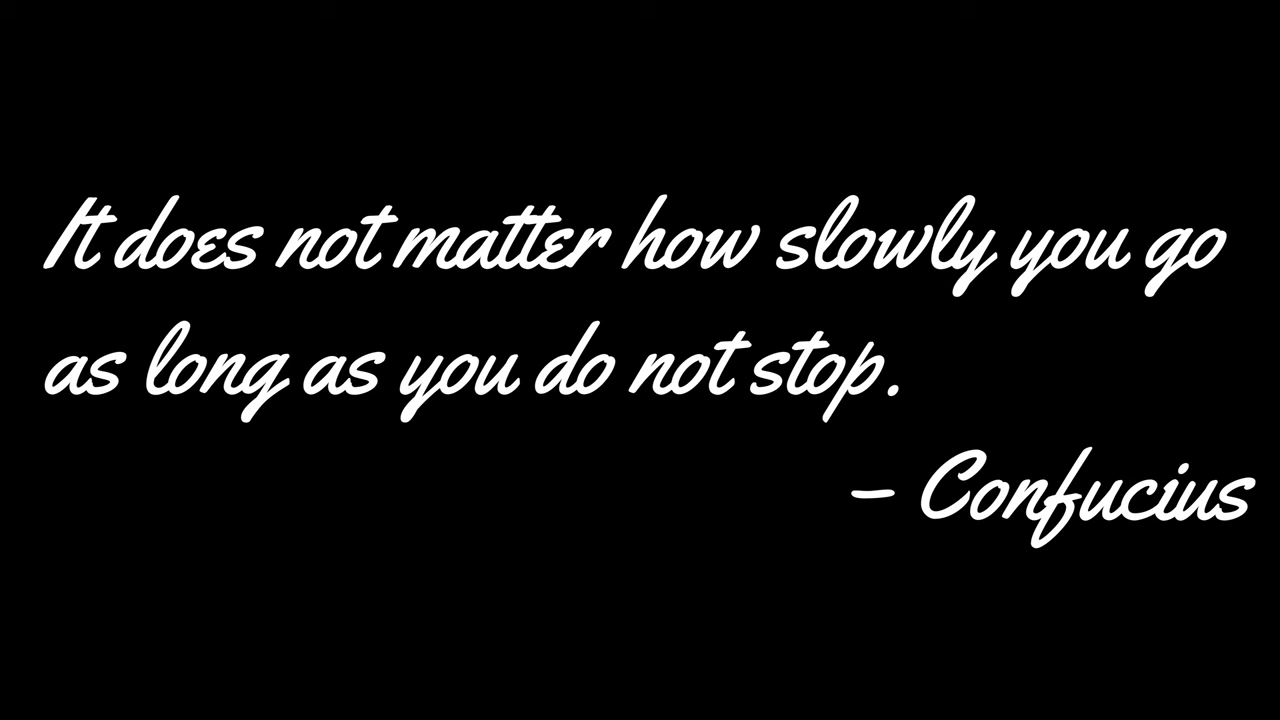 It does not matter how slowly you go
as long as you do not stop.
– Confucius